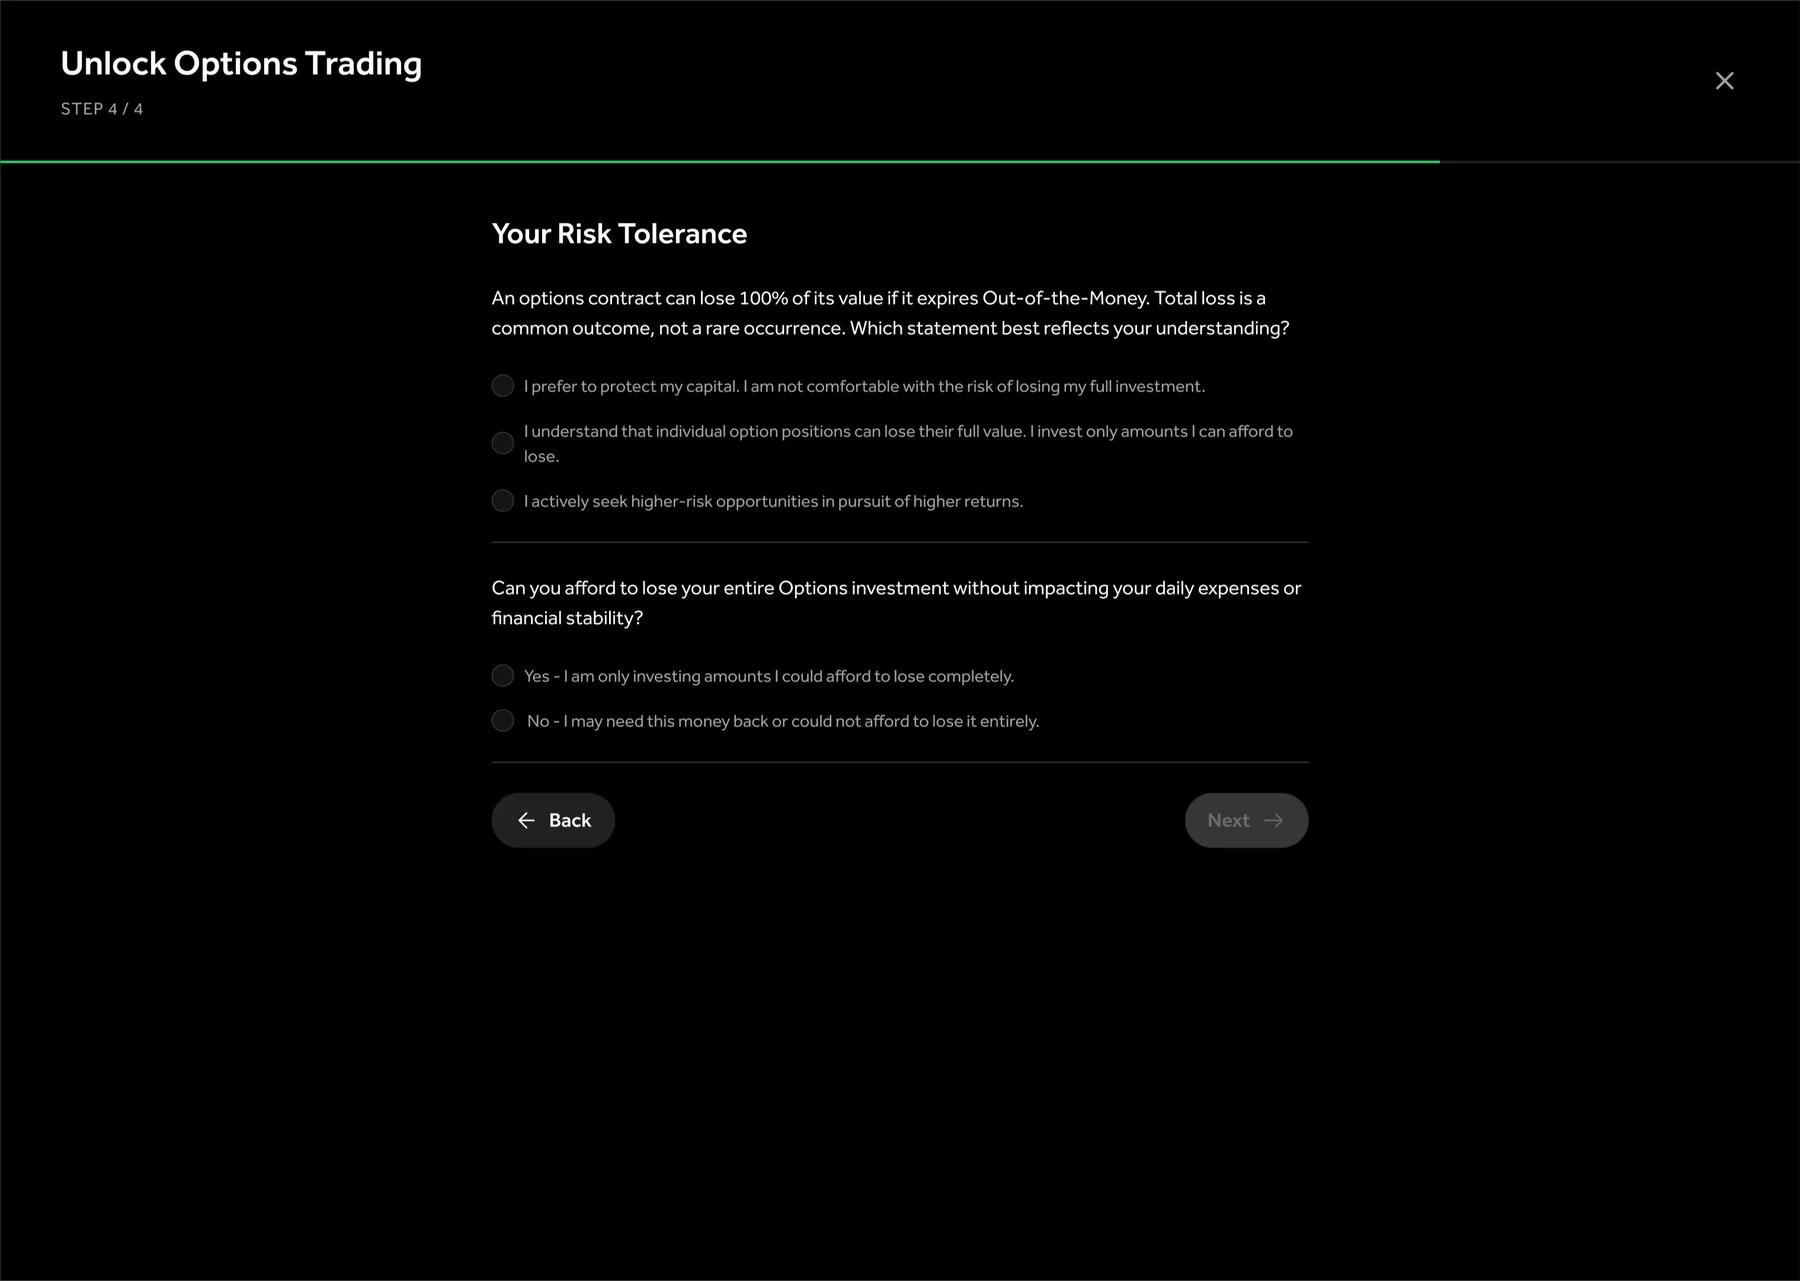 Unlock Options Trading
STEP 4 / 4
Your Risk Tolerance
An options contract can lose 100% of its value if it expires Out-of-the-Money. Total loss is a
common outcome, not a rare occurrence. Which statement best reflects your understanding?
I prefer to protect my capital. I am not comfortable with the risk of losing my full investment.
I understand that individual option positions can lose their full value. I invest only amounts I can afford to
lose.
I actively seek higher-risk opportunities in pursuit of higher returns.
Can you afford to lose your entire Options investment without impacting your daily expenses or
financial stability?
Yes - I am only investing amounts I could afford to lose completely.
No - I may need this money back or could not afford to lose it entirely.
Back
Next